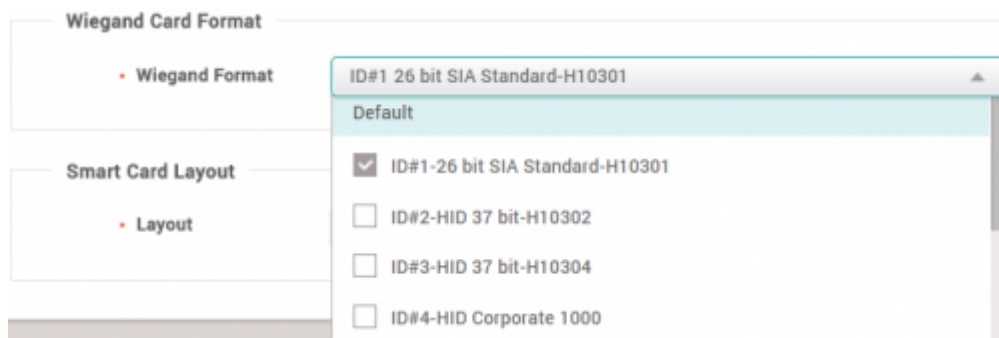 Wiegand Card Format
• Wiegand Format
ID#1 26 bit SIA Standard-H10301
Default
ID#1-26 bit SIA Standard-H10301
Smart Card Layout
• Layout
ID#2-HID 37 bit-H10302
ID#3-HID 37 bit-H10304
ID#4-HID Corporate 1000